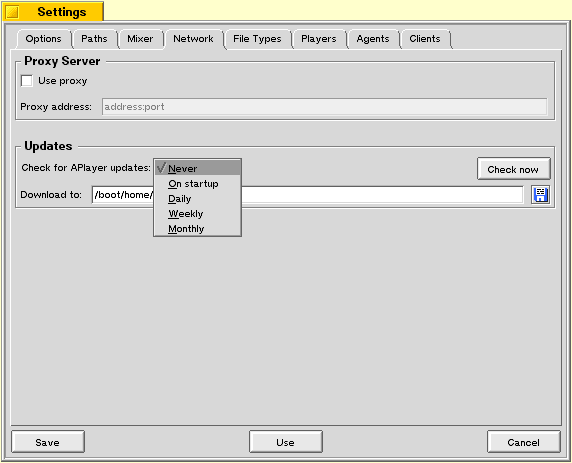 Settings
Options Paths Mixer Network File Types Players Agents Clients
Proxy Server
Use proxy
Proxy address: address:port
Updates
Check for APlayer updates: Never Check now
On startup
Download to: /boot/home/
Daily
Weekly
Monthly
Save Use Cancel